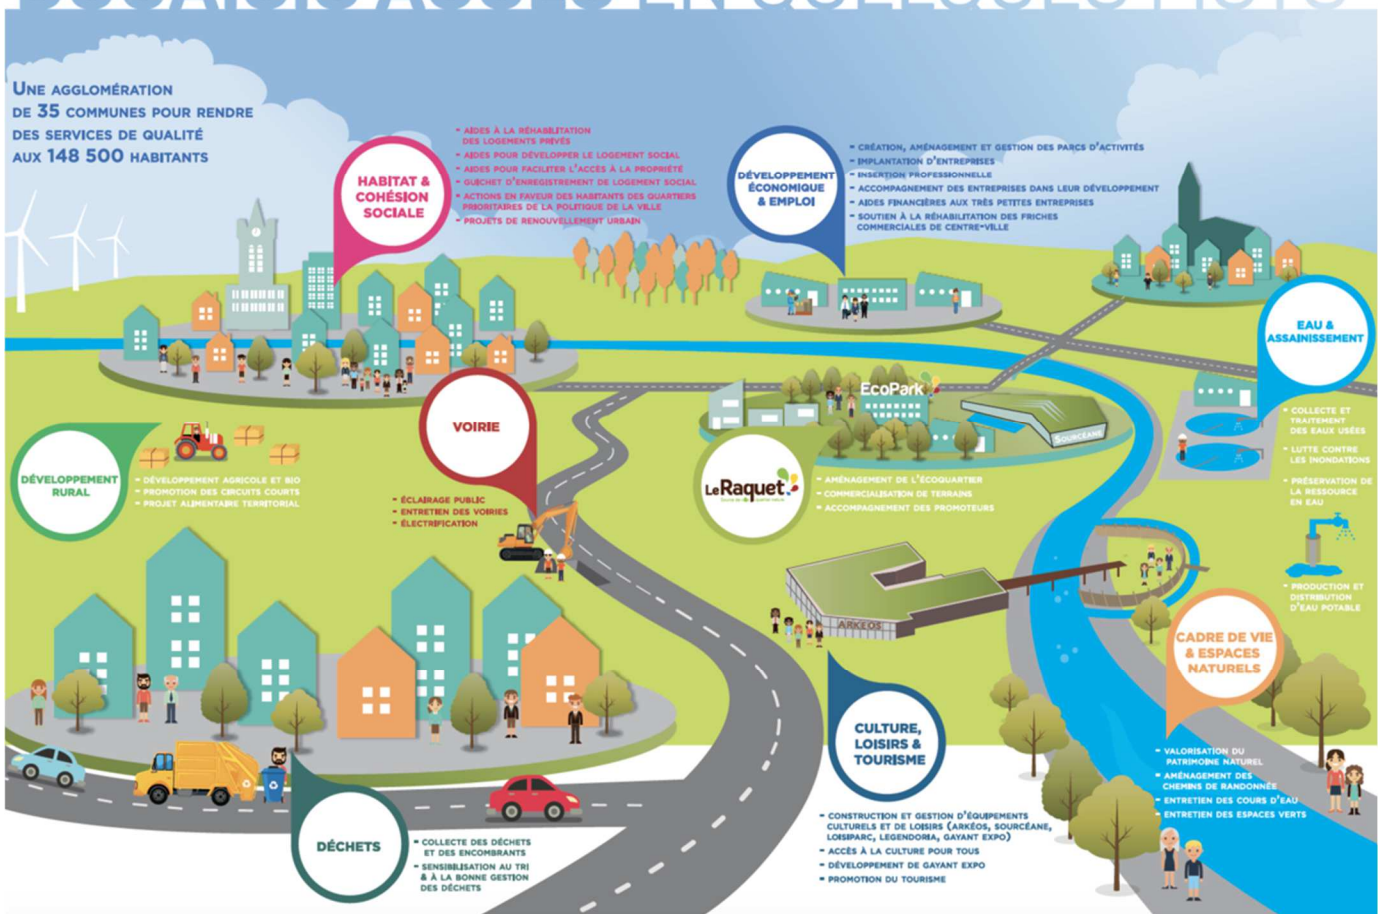 UNE AGGLOMÉRATION
DE 35 COMMUNES POUR RENDRE
DES SERVICES DE QUALITÉ
AUX 148 500 HABITANTS
HABITAT &
COHÉSION
SOCIALE
- AIDES À LA RÉHABILITATION
DES LOGEMENTS PRIVÉS
- AIDES POUR DÉVELOPPER LE LOGEMENT SOCIAL
- AIDES POUR FACILITER L'ACCÈS À LA PROPRIÉTÉ
- GUICHET D'ENREGISTREMENT DE LOGEMENT SOCIAL
- ACTIONS EN FAVEUR DES HABITANTS DES QUARTIERS
PRIORITAIRES DE LA POLITIQUE DE LA VILLE
- PROJETS DE RENOUVELLEMENT URBAIN
DÉVELOPPEMENT
ÉCONOMIQUE
& EMPLOI
- CRÉATION, AMÉNAGEMENT ET GESTION DES PARCS D'ACTIVITÉS
- IMPLANTATION D'ENTREPRISES
- INSERTION PROFESSIONNELLE
- ACCOMPAGNEMENT DES ENTREPRISES DANS LEUR DÉVELOPPEMENT
- AIDES FINANCIÈRES AUX TRÈS PETITES ENTREPRISES
- SOUTIEN À LA RÉHABILITATION DES FRICHES
COMMERCIALES DE CENTRE-VILLE
EAU &
ASSAINISSEMENT
- COLLECTE ET
TRAITEMENT
DES EAUX USÉES
- LUTTE CONTRE
LES INONDATIONS
- PRÉSERVATION DE
LA RESSOURCE
EN EAU
- PRODUCTION ET
DISTRIBUTION
D'EAU POTABLE
EcoPark
SOURCÉANE
VOIRIE
- ÉCLAIRAGE PUBLIC
- ENTRETIEN DES VOIRIES
- ÉLECTRIFICATION
DÉVELOPPEMENT
RURAL
- DÉVELOPPEMENT AGRICOLE ET BIO
- PROMOTION DES CIRCUITS COURTS
- PROJET ALIMENTAIRE TERRITORIAL
Le Raquet
- AMÉNAGEMENT DE L'ÉCOQUARTIER
- COMMERCIALISATION DE TERRAINS
- ACCOMPAGNEMENT DES PROMOTEURS
ARKÉOS
CADRE DE VIE
& ESPACES
NATURELS
- VALORISATION DU
PATRIMOINE NATUREL
- AMÉNAGEMENT DES
CHEMINS DE RANDONNÉE
- ENTRETIEN DES COURS D'EAU
- ENTRETIEN DES ESPACES VERTS
CULTURE,
LOISIRS &
TOURISME
- CONSTRUCTION ET GESTION D'ÉQUIPEMENTS
CULTURELS ET DE LOISIRS (ARKÉOS, SOURCÉANE,
LOISIPARC, LEGENDORIA, GAYANT EXPO)
- ACCÈS À LA CULTURE POUR TOUS
- DÉVELOPPEMENT DE GAYANT EXPO
- PROMOTION DU TOURISME
DÉCHETS
- COLLECTE DES DÉCHETS
ET DES ENCOMBRANTS
- SENSIBILISATION AU TRI
& À LA BONNE GESTION
DES DÉCHETS